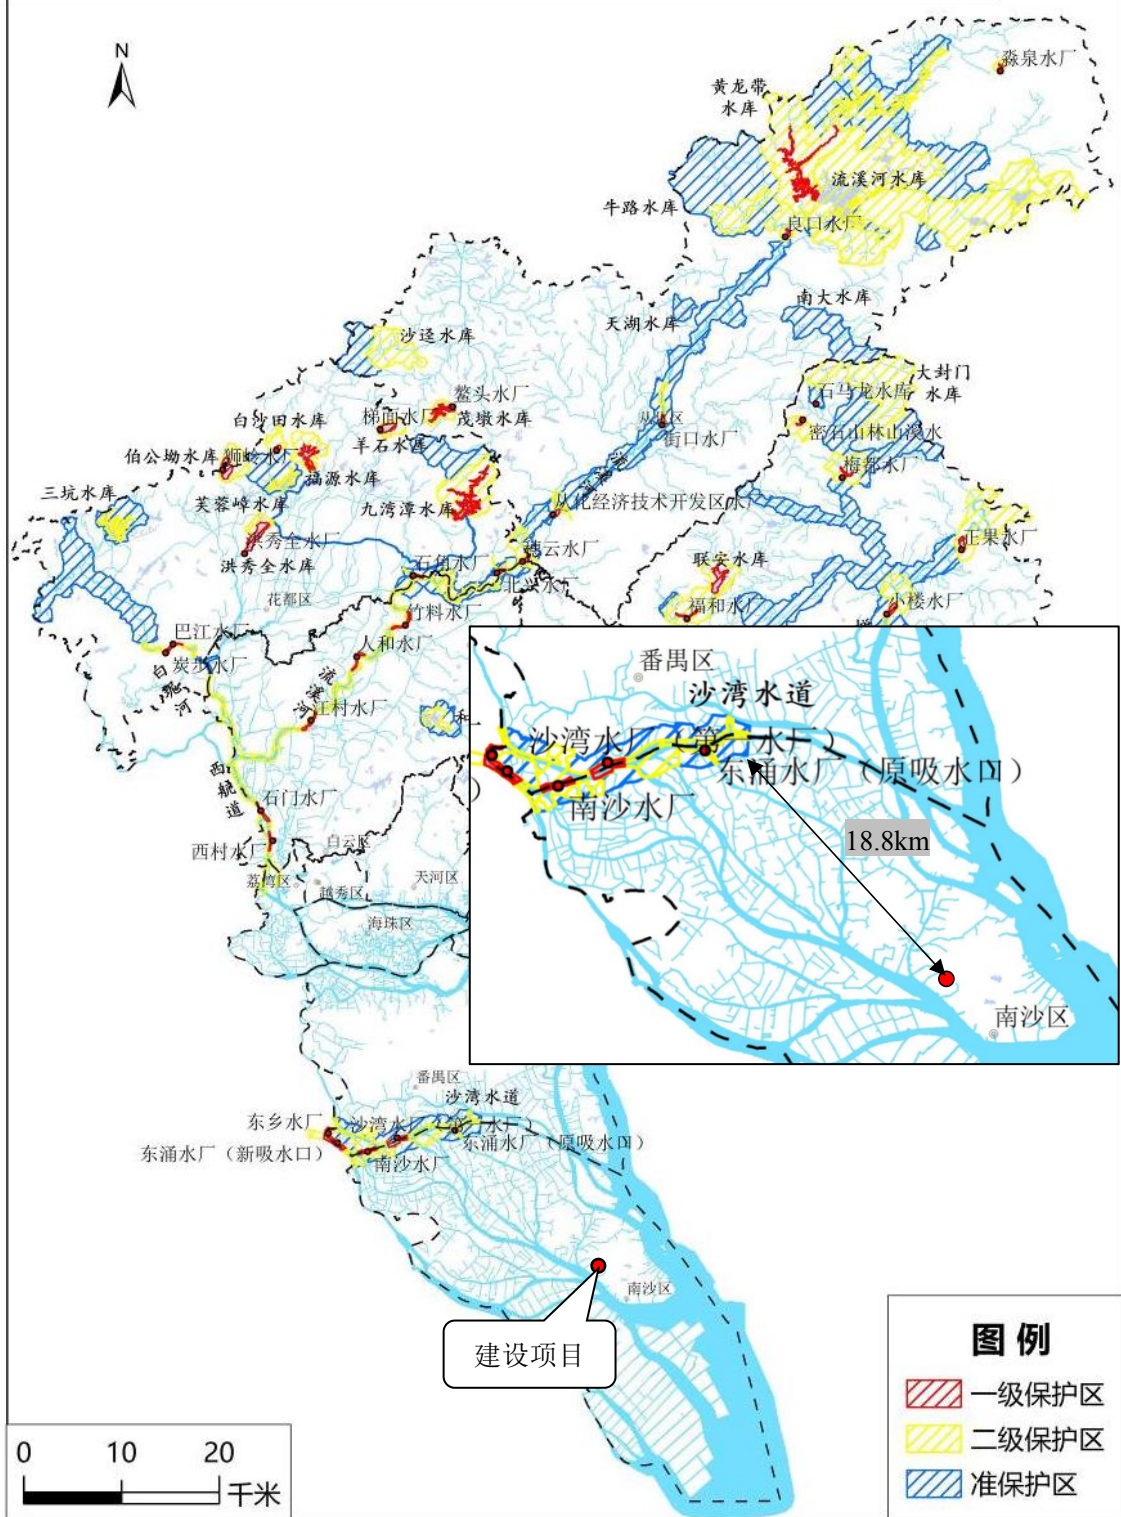 N
淼泉水厂
黄龙带
水库
流溪河水库
牛路水库
良口水厂
南大水库
天湖水库
沙迳水库
大封门
水库
石马龙水库
鳌头水厂
梯面水厂
茂墩水库
羊石水库
街口水厂
密石山林山溪水
白沙田水库
伯公坳水库
狮岭水厂
福源水库
梅都水厂
三坑水库
芙蓉嶂水库
九湾潭水库
从化经济技术开发区水厂
洪秀全水厂
洪秀全水库
穗云水厂
正果水厂
石角水厂
联安水库
北兴水厂
花都区
小楼水厂
竹料水厂
福和水厂
巴江水厂
人和水厂
炭步水厂
白坭河
流溪河
江村水厂
西航道
石门水厂
西村水厂
白云区
荔湾区
越秀区
天河区
海珠区
番禺区
沙湾水道
沙湾水厂（第一水厂）
东涌水厂（原吸水口）
南沙水厂
18.8km
南沙区
番禺区
沙湾水道
东乡水厂
沙湾水厂（第一水厂）
东涌水厂（新吸水口）
东涌水厂（原吸水口）
南沙水厂
南沙区
建设项目
图例
一级保护区
二级保护区
准保护区
0 10 20
千米